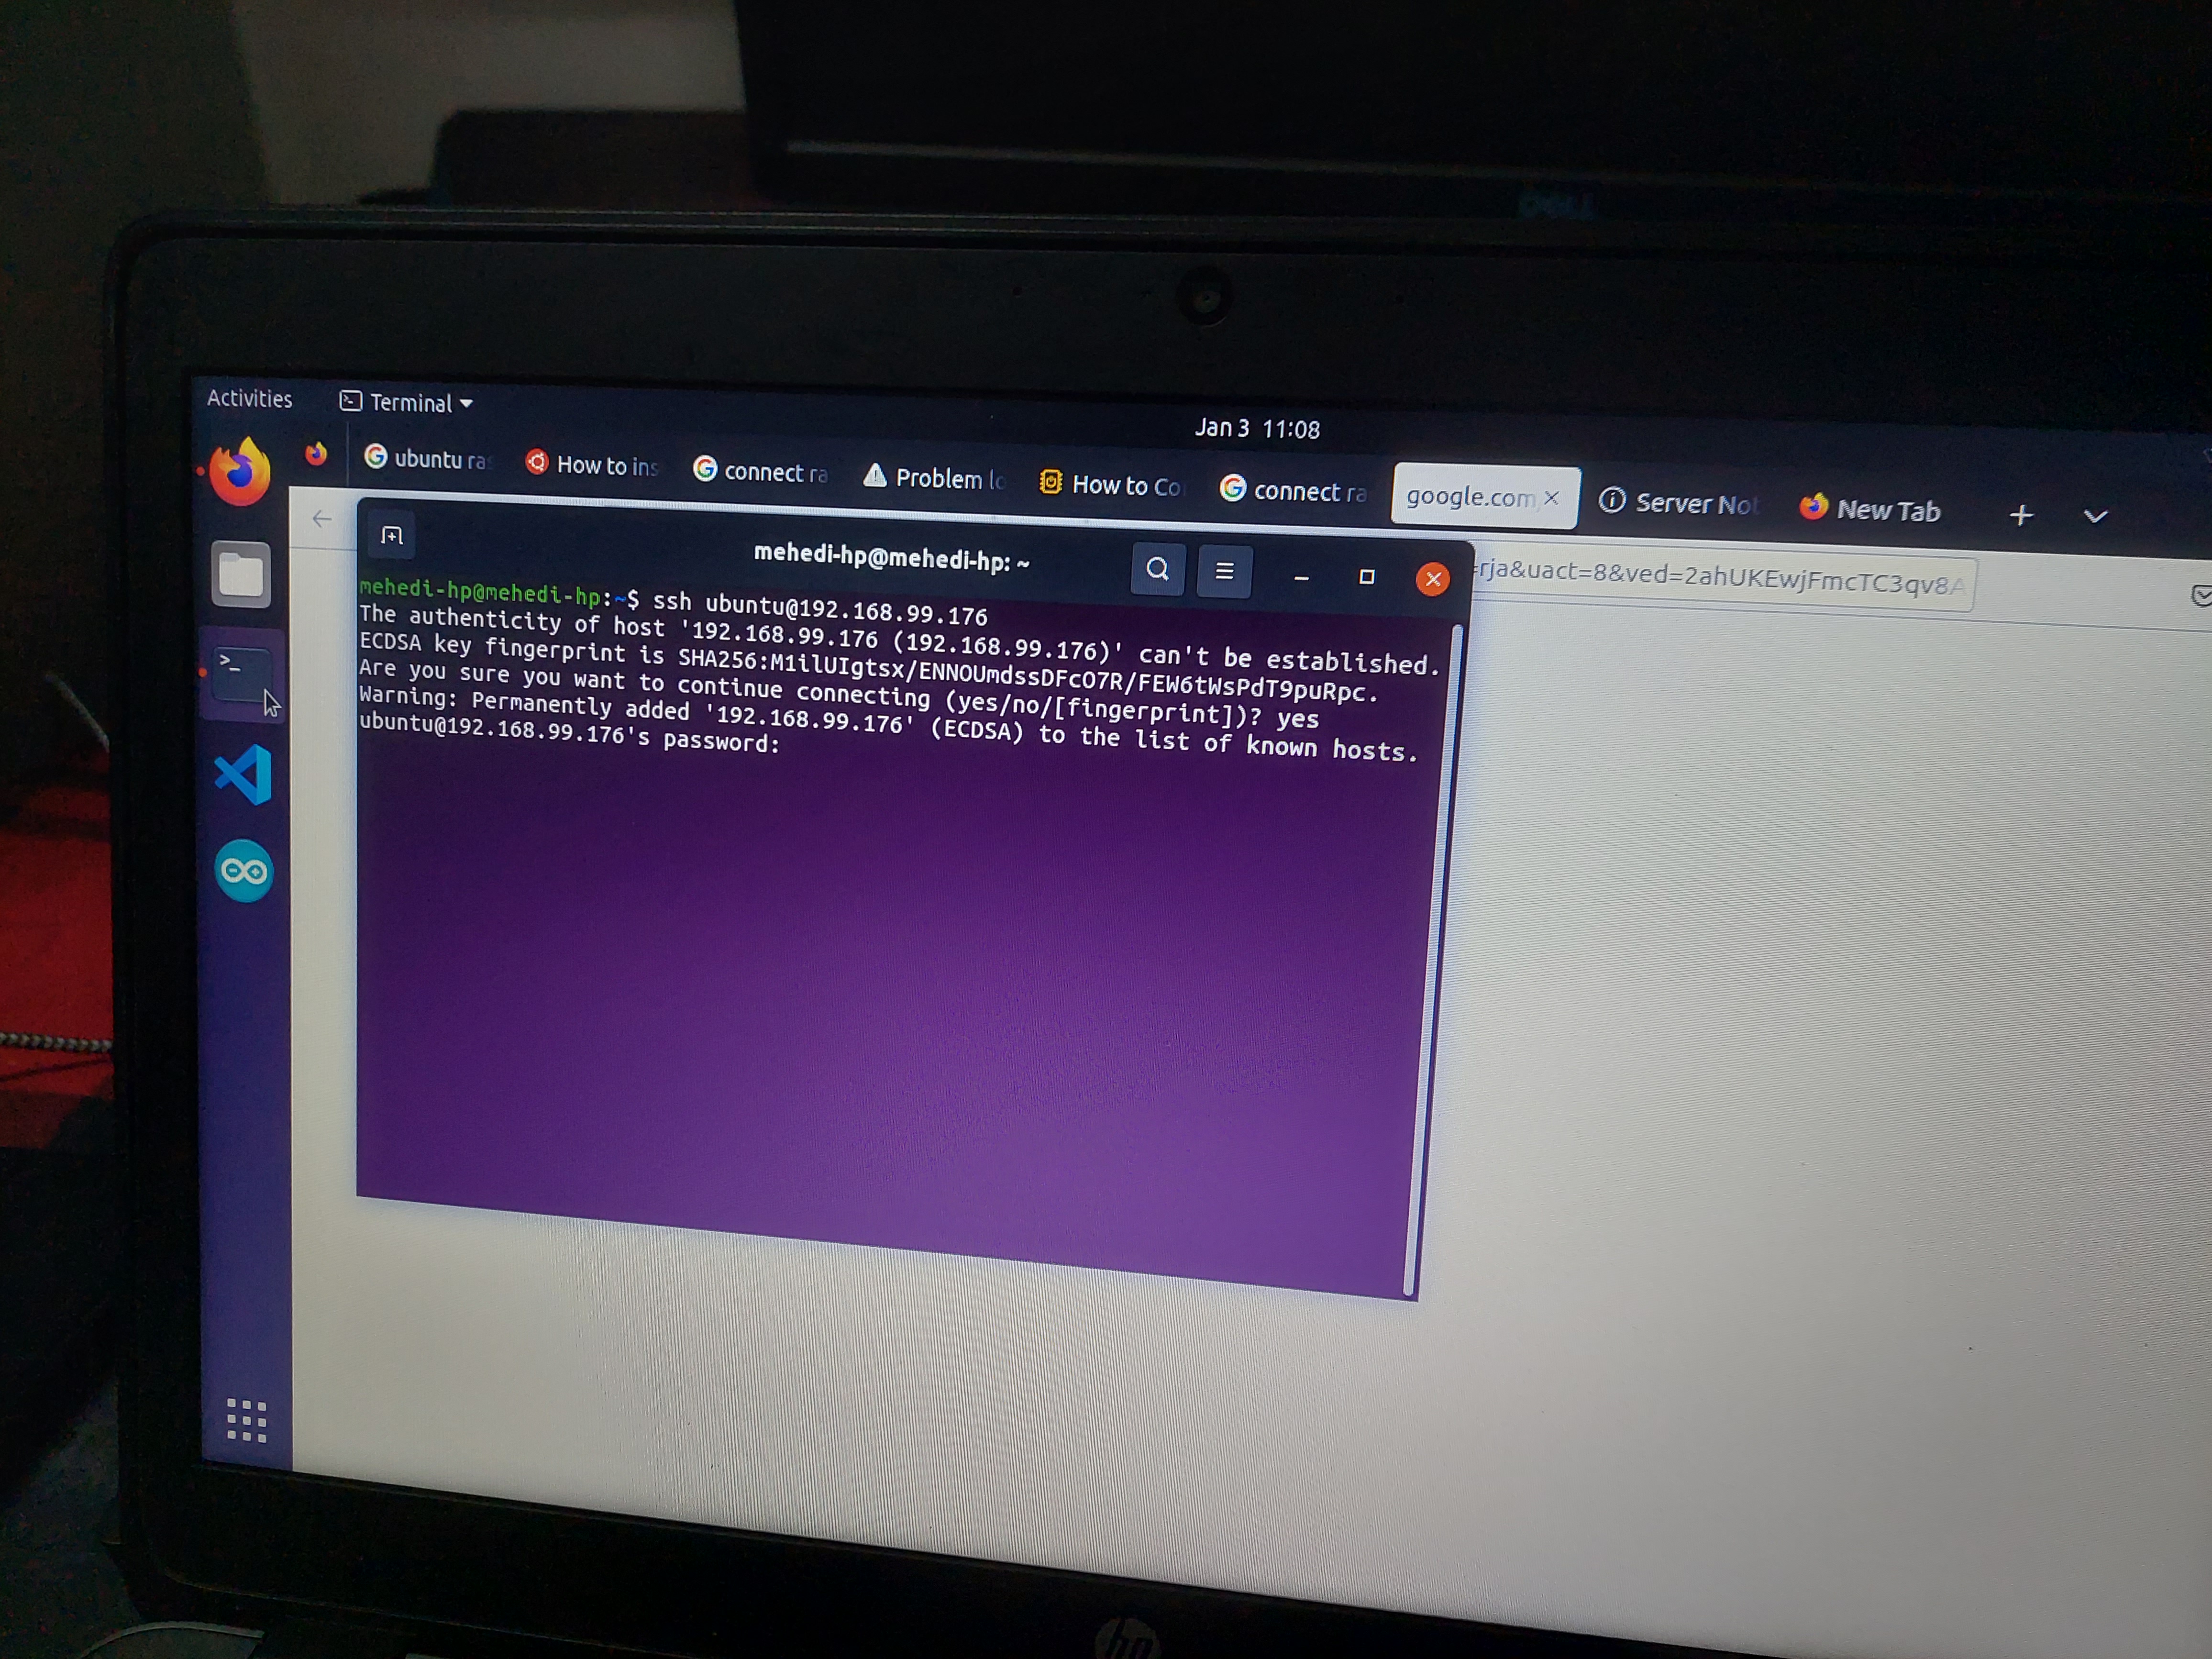 DELL
Activities
Terminal
Jan 3 11:08
ubuntu ra
How to ins
connect ra
Problem lo
How to Co
connect ra
google.com
Server Not
New Tab
rja&uact=8&ved=2ahUKEwjFmcTC3qv8A
mehedi-hp@mehedi-hp: ~
mehedi-hp@mehedi-hp:~$ ssh ubuntu@192.168.99.176
The authenticity of host '192.168.99.176 (192.168.99.176)' can't be established.
ECDSA key fingerprint is SHA256:M1ilUIgtsx/ENNOUmdssDFcO7R/FEW6tWsPdT9puRpc.
Are you sure you want to continue connecting (yes/no/[fingerprint])? yes
Warning: Permanently added '192.168.99.176' (ECDSA) to the list of known hosts.
ubuntu@192.168.99.176's password:
hp